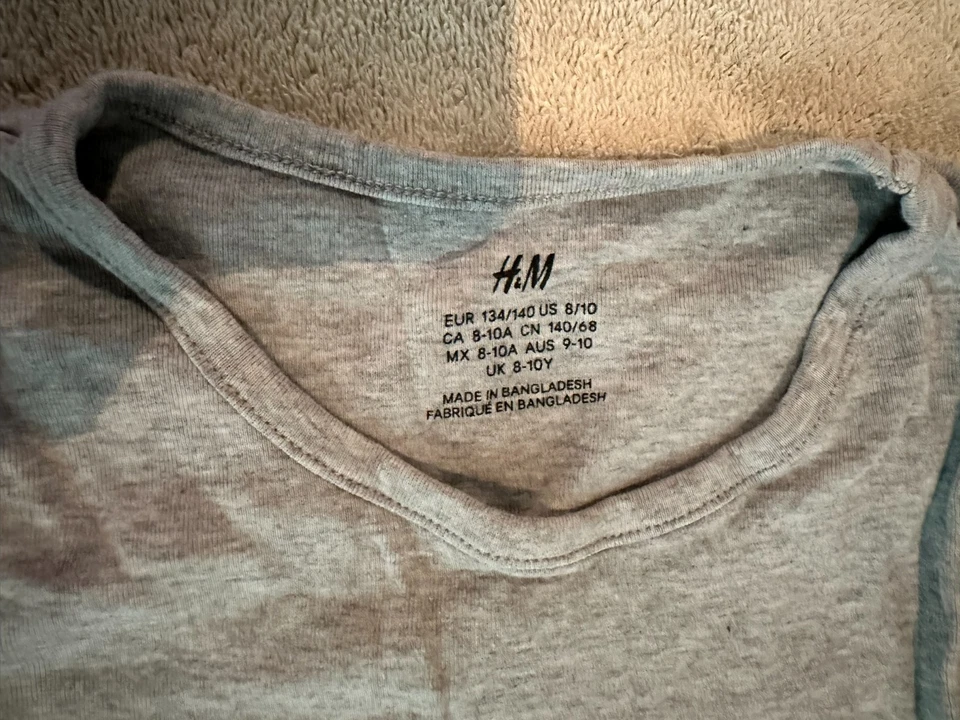 H&M
EUR 134/140 US 8/10
CA 8-10A CN 140/68
MX 8-10A AUS 9-10
UK 8-10Y
MADE IN BANGLADESH
FABRIQUÉ EN BANGLADESH